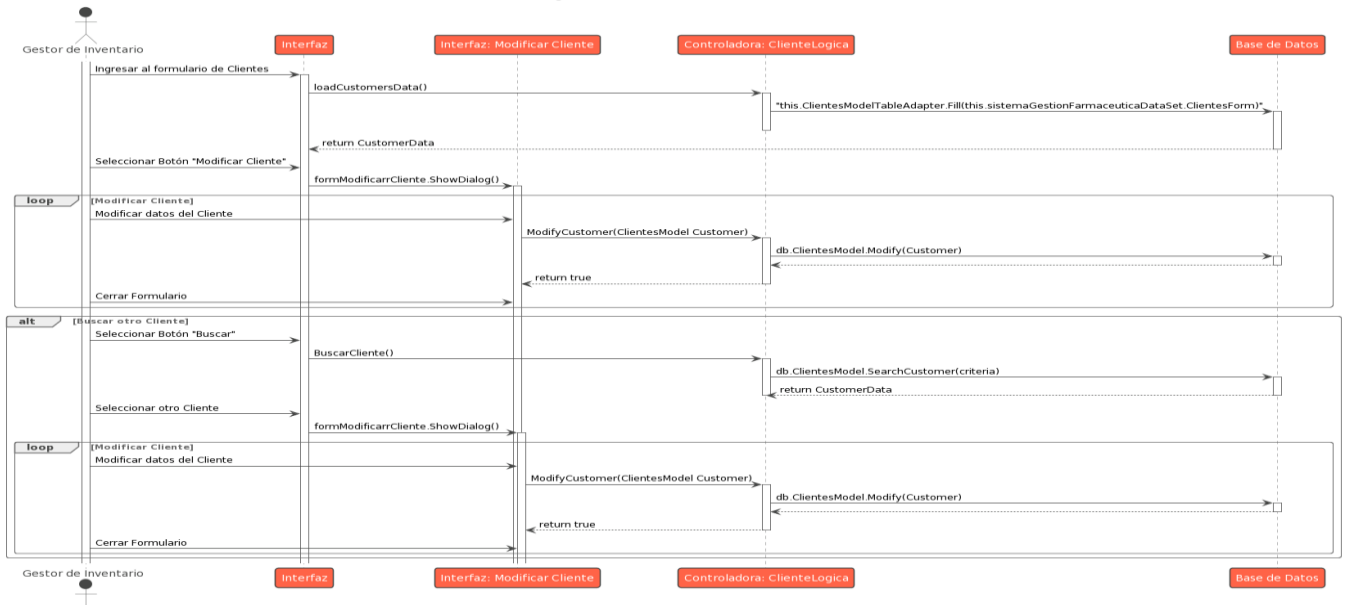 Gestor de Inventario
Interfaz
Interfaz: Modificar Cliente
Controladora: ClienteLogica
Base de Datos
Ingresar al formulario de Clientes
loadCustomersData()
"this.ClientesModelTableAdapter.Fill(this.sistemaGestionFarmaceuticaDataSet.ClientesForm)"
return CustomerData
Seleccionar Botón "Modificar Cliente"
formModificarrCliente.ShowDialog()
loop [Modificar Cliente]
Modificar datos del Cliente
ModifyCustomer(ClientesModel Customer)
db.ClientesModel.Modify(Customer)
return true
Cerrar Formulario
alt [Buscar otro Cliente]
Seleccionar Botón "Buscar"
BuscarCliente()
db.ClientesModel.SearchCustomer(criteria)
return CustomerData
Seleccionar otro Cliente
formModificarrCliente.ShowDialog()
loop [Modificar Cliente]
Modificar datos del Cliente
ModifyCustomer(ClientesModel Customer)
db.ClientesModel.Modify(Customer)
return true
Cerrar Formulario
Gestor de Inventario
Interfaz
Interfaz: Modificar Cliente
Controladora: ClienteLogica
Base de Datos